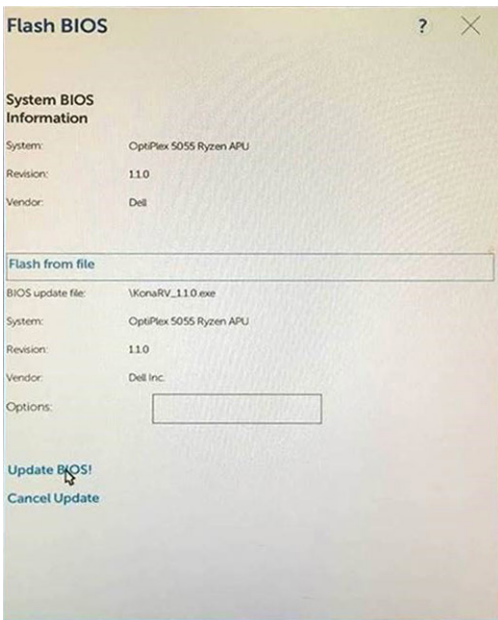 Flash BIOS ?
System BIOS
Information
System: OptiPlex 5055 Ryzen APU
Revision: 1.1.0
Vendor: Dell
Flash from file
BIOS update file: \KonaRV_1.1.0.exe
System: OptiPlex 5055 Ryzen APU
Revision: 1.1.0
Vendor: Dell Inc.
Options:
Update BIOS!
Cancel Update